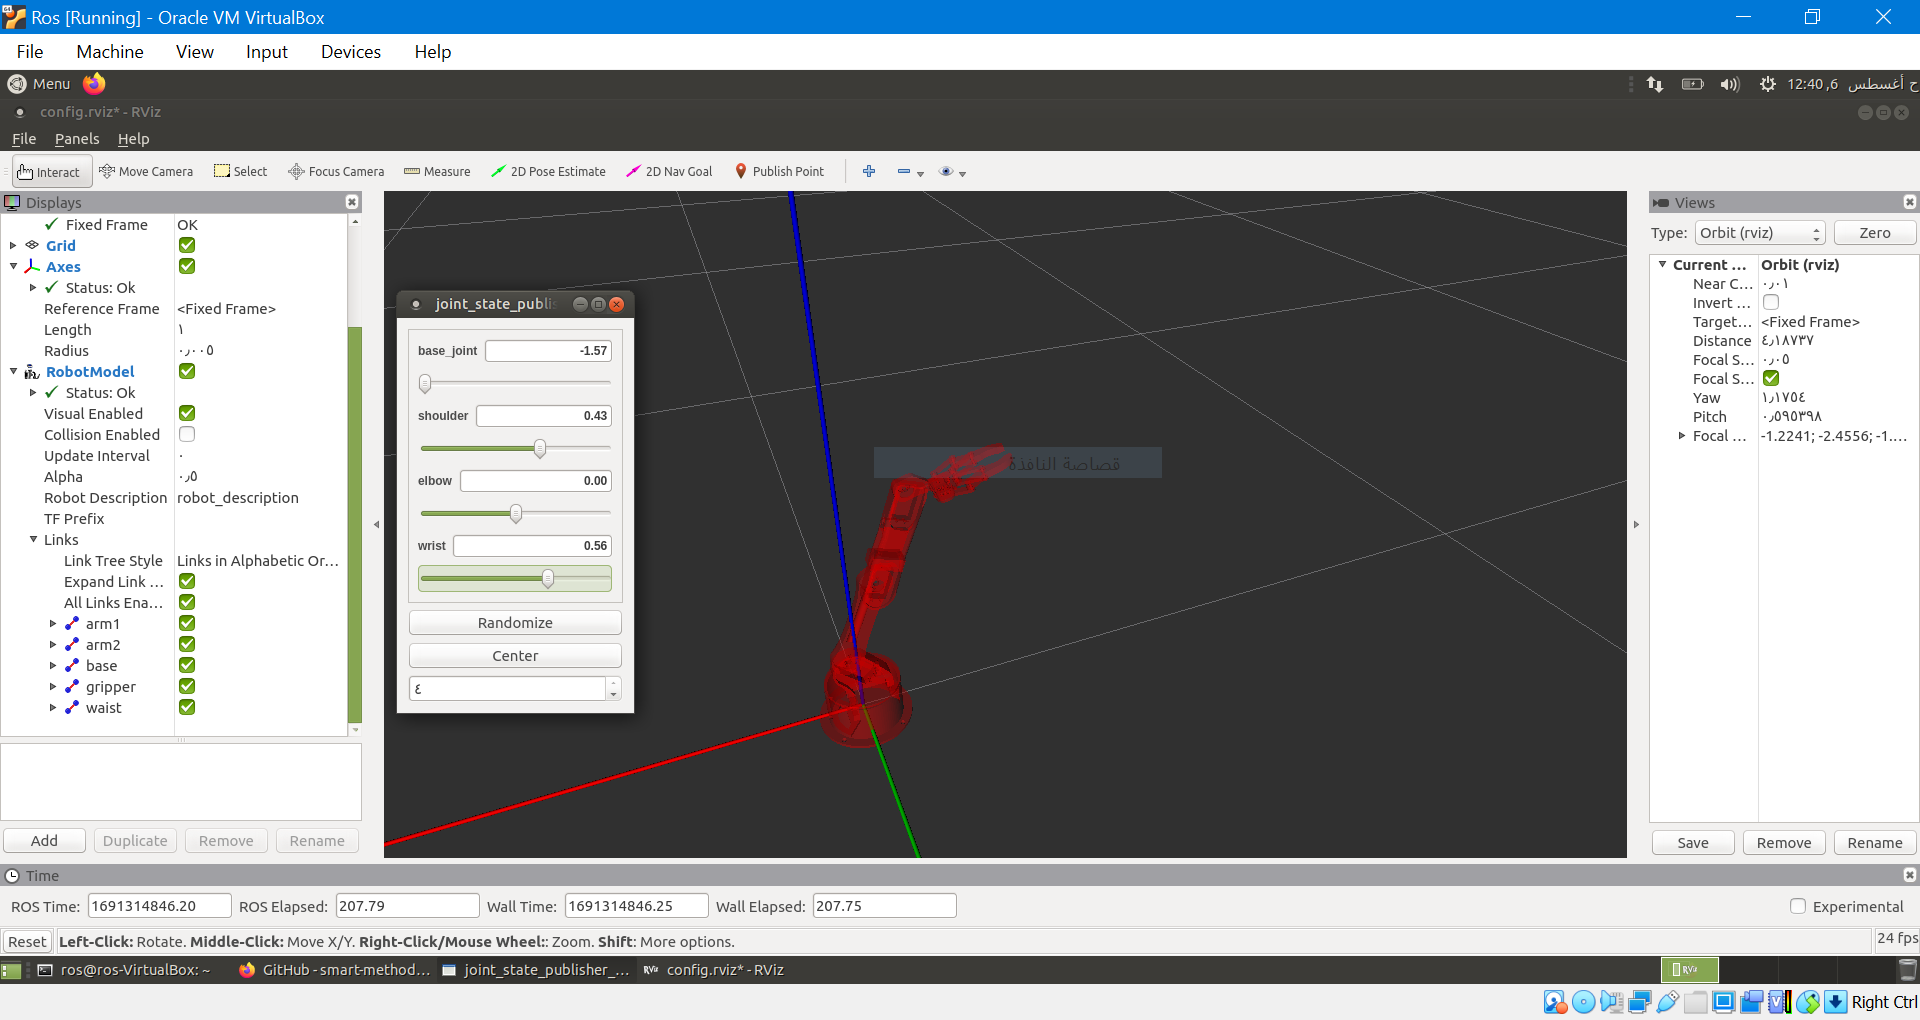 Ros [Running] - Oracle VM VirtualBox
File Machine View Input Devices Help
Menu
12:40 ,6 أغسطس ح
config.rviz* - RViz
File Panels Help
Interact Move Camera Select Focus Camera Measure 2D Pose Estimate 2D Nav Goal Publish Point
Displays
Fixed Frame OK
Grid
Axes
Status: Ok
Reference Frame <Fixed Frame>
Length ١
Radius ٠٫٠٠٥
RobotModel
Status: Ok
Visual Enabled
Collision Enabled
Update Interval ٠
Alpha ٠٫٥
Robot Description robot_description
TF Prefix
Links
Link Tree Style Links in Alphabetic Or...
Expand Link ...
All Links Ena...
arm1
arm2
base
gripper
waist
Add Duplicate Remove Rename
joint_state_publis
base_joint -1.57
shoulder 0.43
elbow 0.00
wrist 0.56
Randomize
Center
٤
قصاصة النافذة
Views
Type: Orbit (rviz) Zero
Current ... Orbit (rviz)
Near C... ٠٫٠١
Invert ...
Target... <Fixed Frame>
Distance ٤٫١٨٧٣٧
Focal S... ٠٫٠٥
Focal S...
Yaw ١٫١٧٥٤
Pitch ٠٫٥٩٥٣٩٨
Focal ... -1.2241; -2.4556; -1....
Save Remove Rename
Time
ROS Time: 1691314846.20 ROS Elapsed: 207.79 Wall Time: 1691314846.25 Wall Elapsed: 207.75 Experimental
Reset Left-Click: Rotate. Middle-Click: Move X/Y. Right-Click/Mouse Wheel:: Zoom. Shift: More options. 24 fps
ros@ros-VirtualBox: ~ GitHub - smart-method... joint_state_publisher_... RViz config.rviz* - RViz RViz
Right Ctrl